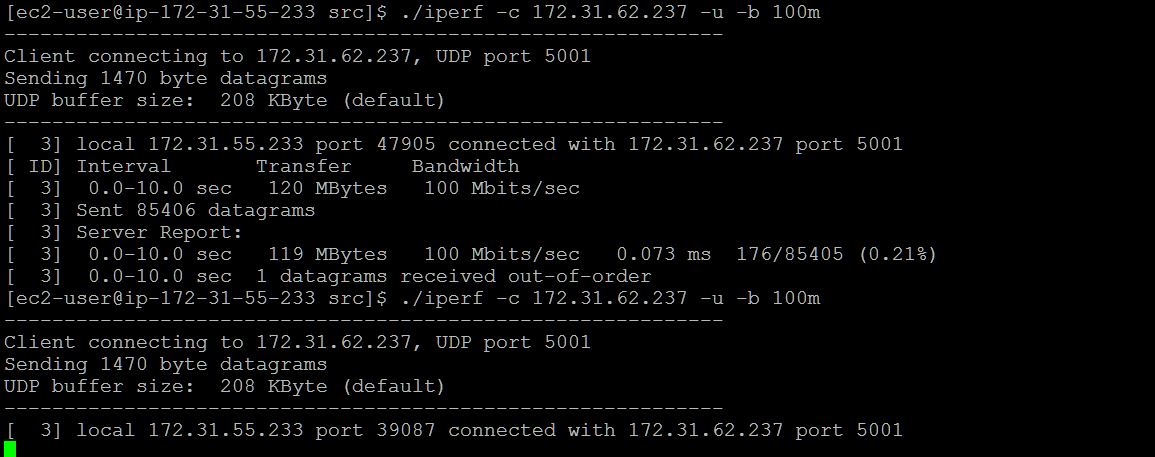 [ec2-user@ip-172-31-55-233 src]$ ./iperf -c 172.31.62.237 -u -b 100m
------------------------------------------------------------
Client connecting to 172.31.62.237, UDP port 5001
Sending 1470 byte datagrams
UDP buffer size:  208 KByte (default)
------------------------------------------------------------
[  3] local 172.31.55.233 port 47905 connected with 172.31.62.237 port 5001
[ ID] Interval       Transfer     Bandwidth
[  3]  0.0-10.0 sec   120 MBytes   100 Mbits/sec
[  3] Sent 85406 datagrams
[  3] Server Report:
[  3]  0.0-10.0 sec   119 MBytes   100 Mbits/sec   0.073 ms  176/85405 (0.21%)
[  3]  0.0-10.0 sec  1 datagrams received out-of-order
[ec2-user@ip-172-31-55-233 src]$ ./iperf -c 172.31.62.237 -u -b 100m
------------------------------------------------------------
Client connecting to 172.31.62.237, UDP port 5001
Sending 1470 byte datagrams
UDP buffer size:  208 KByte (default)
------------------------------------------------------------
[  3] local 172.31.55.233 port 39087 connected with 172.31.62.237 port 5001